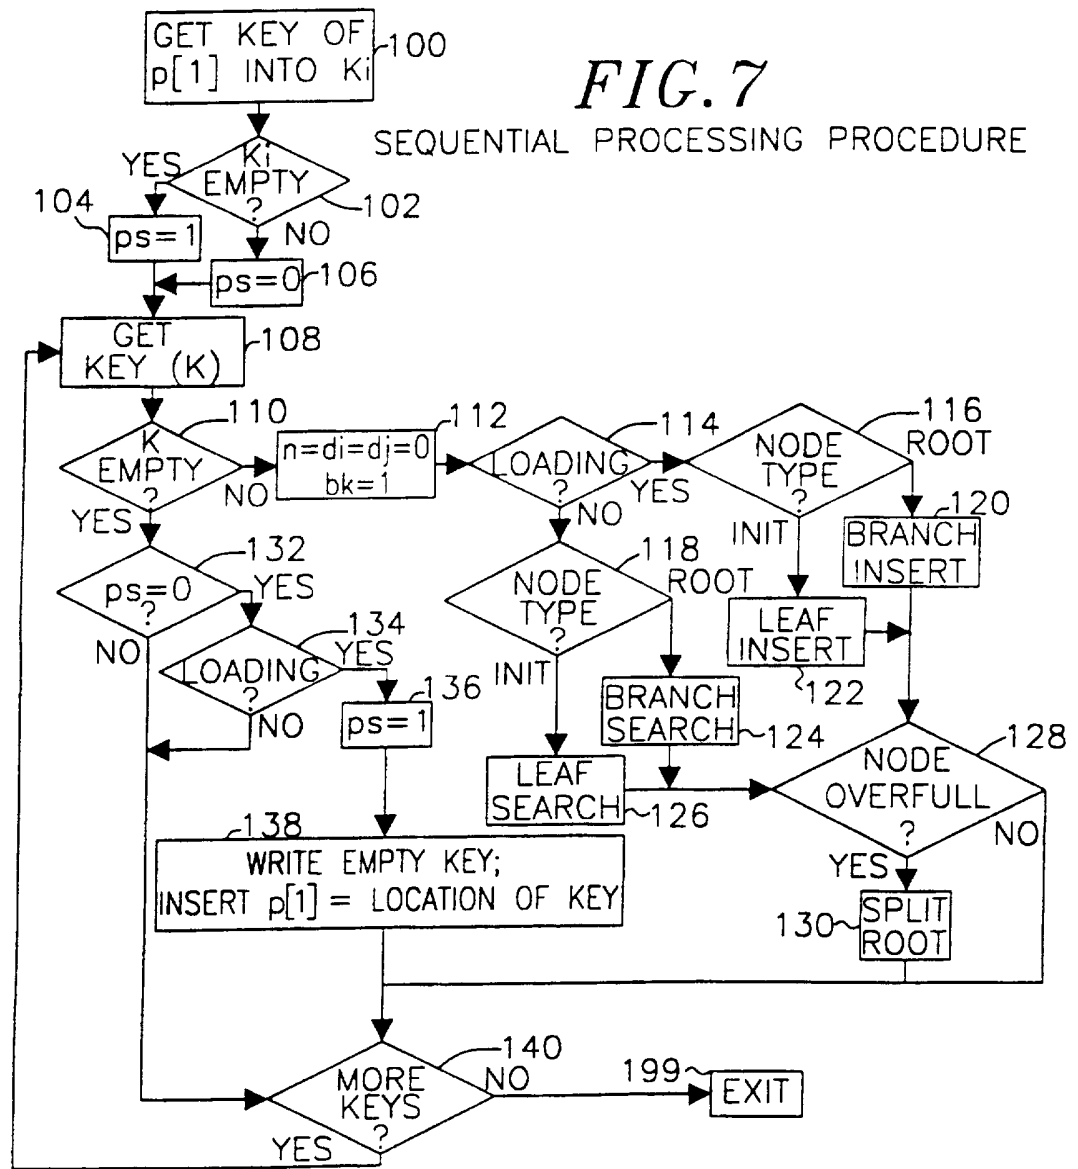 GET KEY OF
p[1] INTO Ki
100
FIG. 7
SEQUENTIAL PROCESSING PROCEDURE
Ki
EMPTY
?
YES
102
104
ps=1
NO
ps=0
106
GET
KEY (K)
108
K
EMPTY
?
110
NO
YES
n=di=dj=0
bk=1
112
LOADING
?
114
YES
NO
NODE
TYPE
?
116
ROOT
INIT
120
BRANCH
INSERT
LEAF
INSERT
122
NODE
TYPE
?
118
ROOT
INIT
BRANCH
SEARCH
124
LEAF
SEARCH
126
ps=0
?
132
YES
NO
LOADING
?
134
YES
NO
ps=1
136
NODE
OVERFULL
?
128
NO
YES
130
SPLIT
ROOT
138
WRITE EMPTY KEY;
INSERT p[1] = LOCATION OF KEY
MORE
KEYS
?
140
NO
YES
199
EXIT